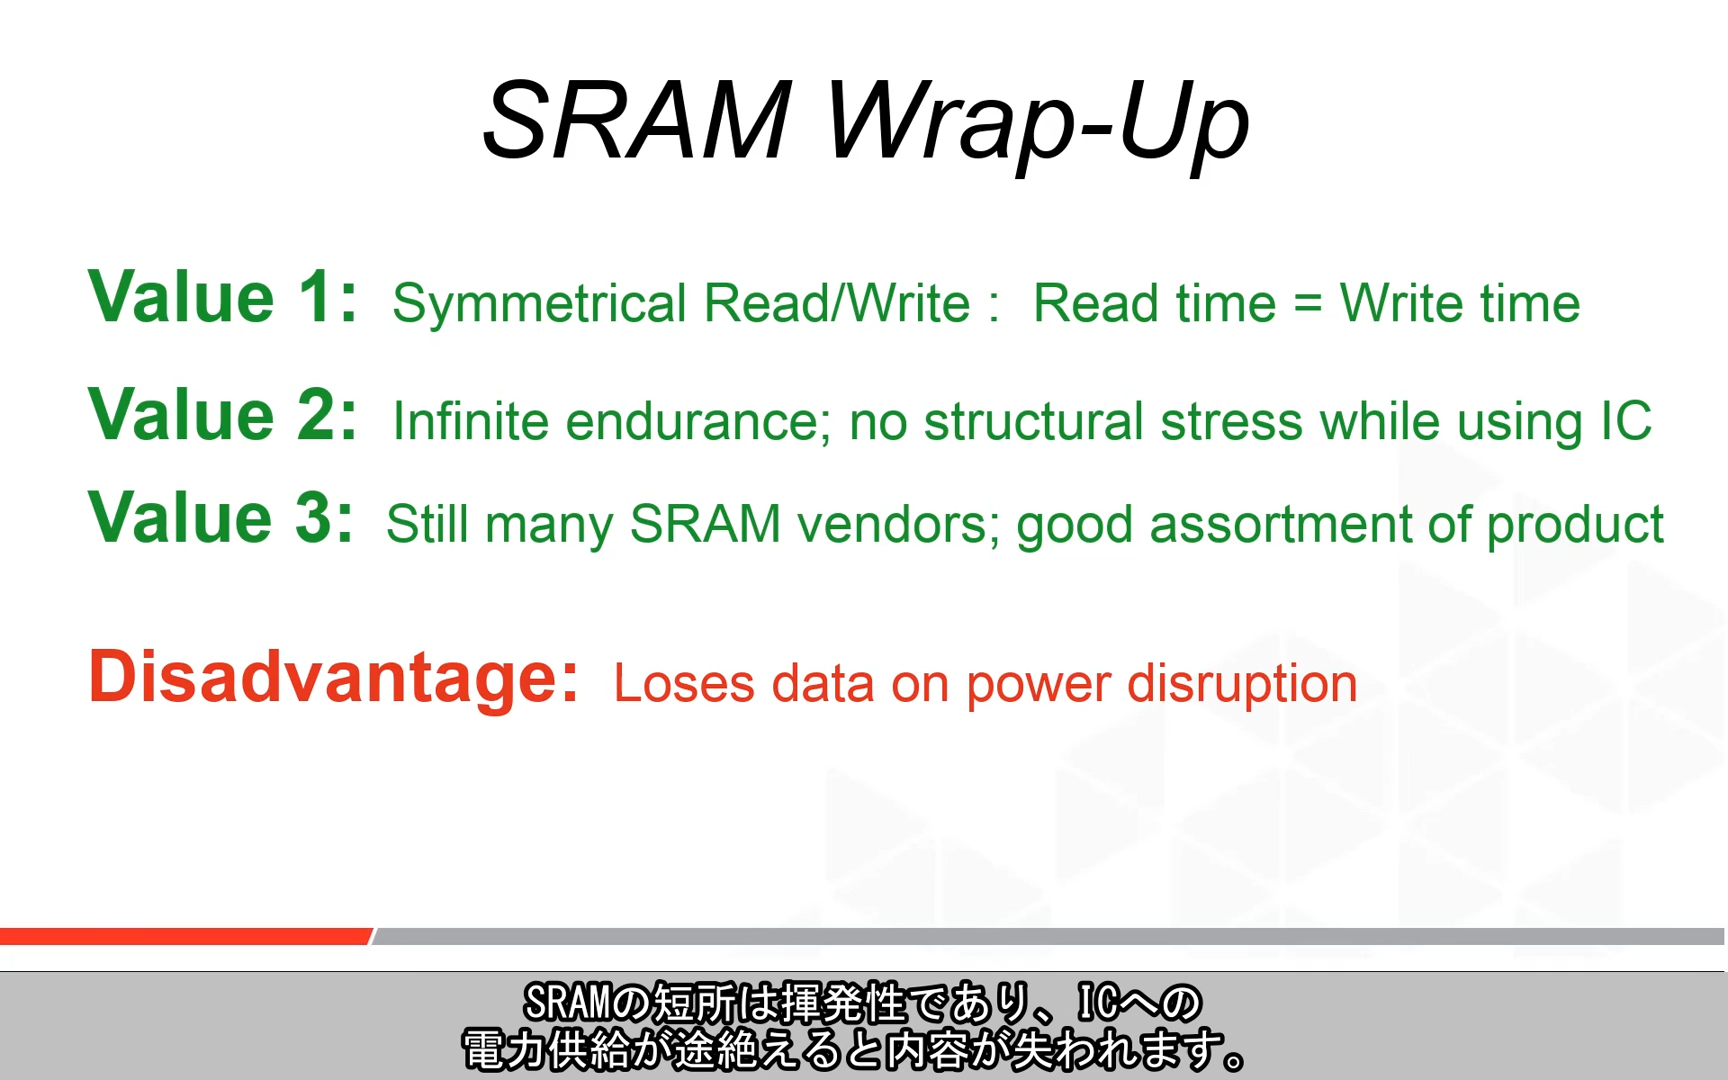 SRAM Wrap-Up
Value 1: Symmetrical Read/Write : Read time = Write time
Value 2: Infinite endurance; no structural stress while using IC
Value 3: Still many SRAM vendors; good assortment of product
Disadvantage: Loses data on power disruption
SRAMの短所は揮発性であり、ICへの
電力供給が途絶えると内容が失われます。